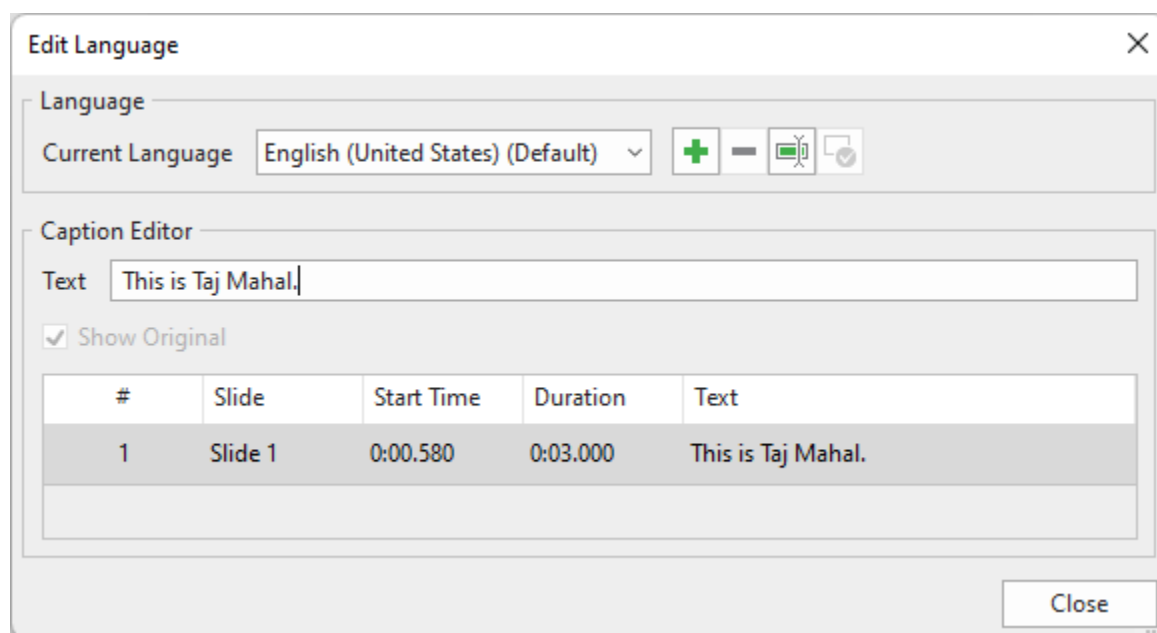 Edit Language
Language
Current Language English (United States) (Default)
Caption Editor
Text This is Taj Mahal.
Show Original
# Slide Start Time Duration Text
1 Slide 1 0:00.580 0:03.000 This is Taj Mahal.
Close